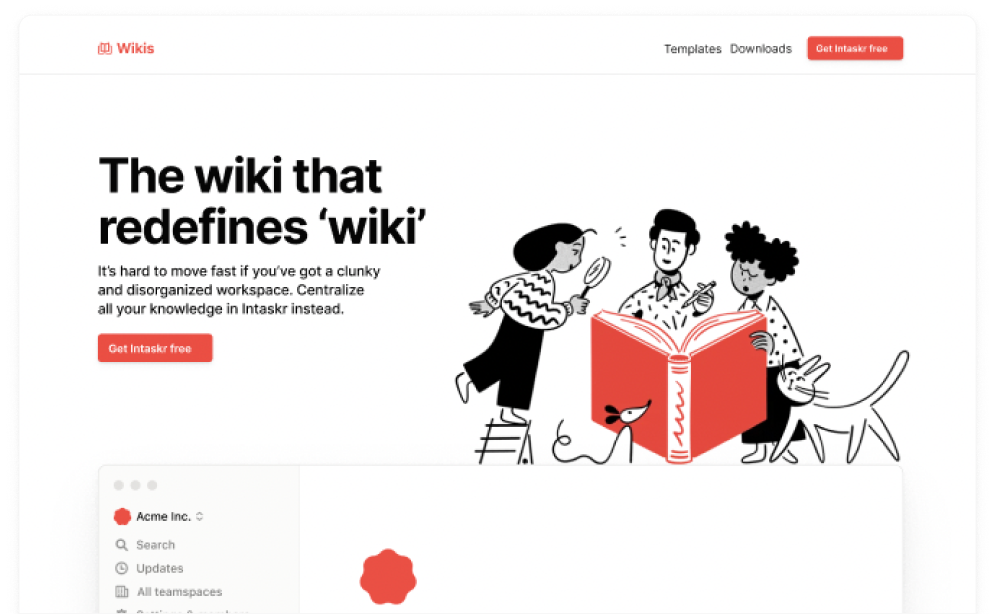 Wikis
Templates Downloads Get Intaskr free
The wiki that
redefines ‘wiki’
It’s hard to move fast if you’ve got a clunky
and disorganized workspace. Centralize
all your knowledge in Intaskr instead.
Get Intaskr free
Acme Inc.
Search
Updates
All teamspaces
Settings & members